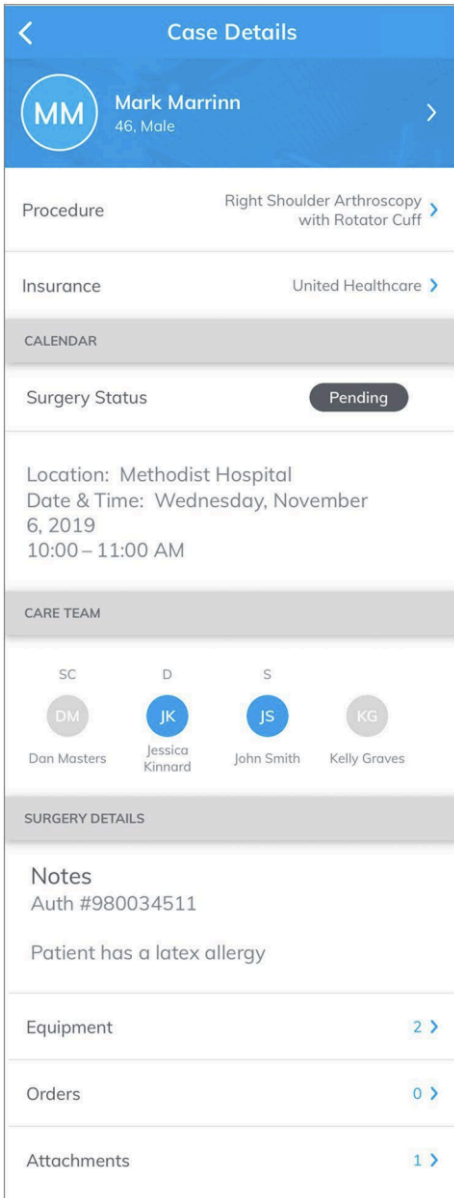 Case Details
MM
Mark Marrinn
46, Male
Procedure
Right Shoulder Arthroscopy
with Rotator Cuff
Insurance
United Healthcare
CALENDAR
Surgery Status
Pending
Location: Methodist Hospital
Date & Time: Wednesday, November
6, 2019
10:00 – 11:00 AM
CARE TEAM
SC
D
S
DM
JK
JS
KG
Dan Masters
Jessica
Kinnard
John Smith
Kelly Graves
SURGERY DETAILS
Notes
Auth #980034511
Patient has a latex allergy
Equipment
2
Orders
0
Attachments
1